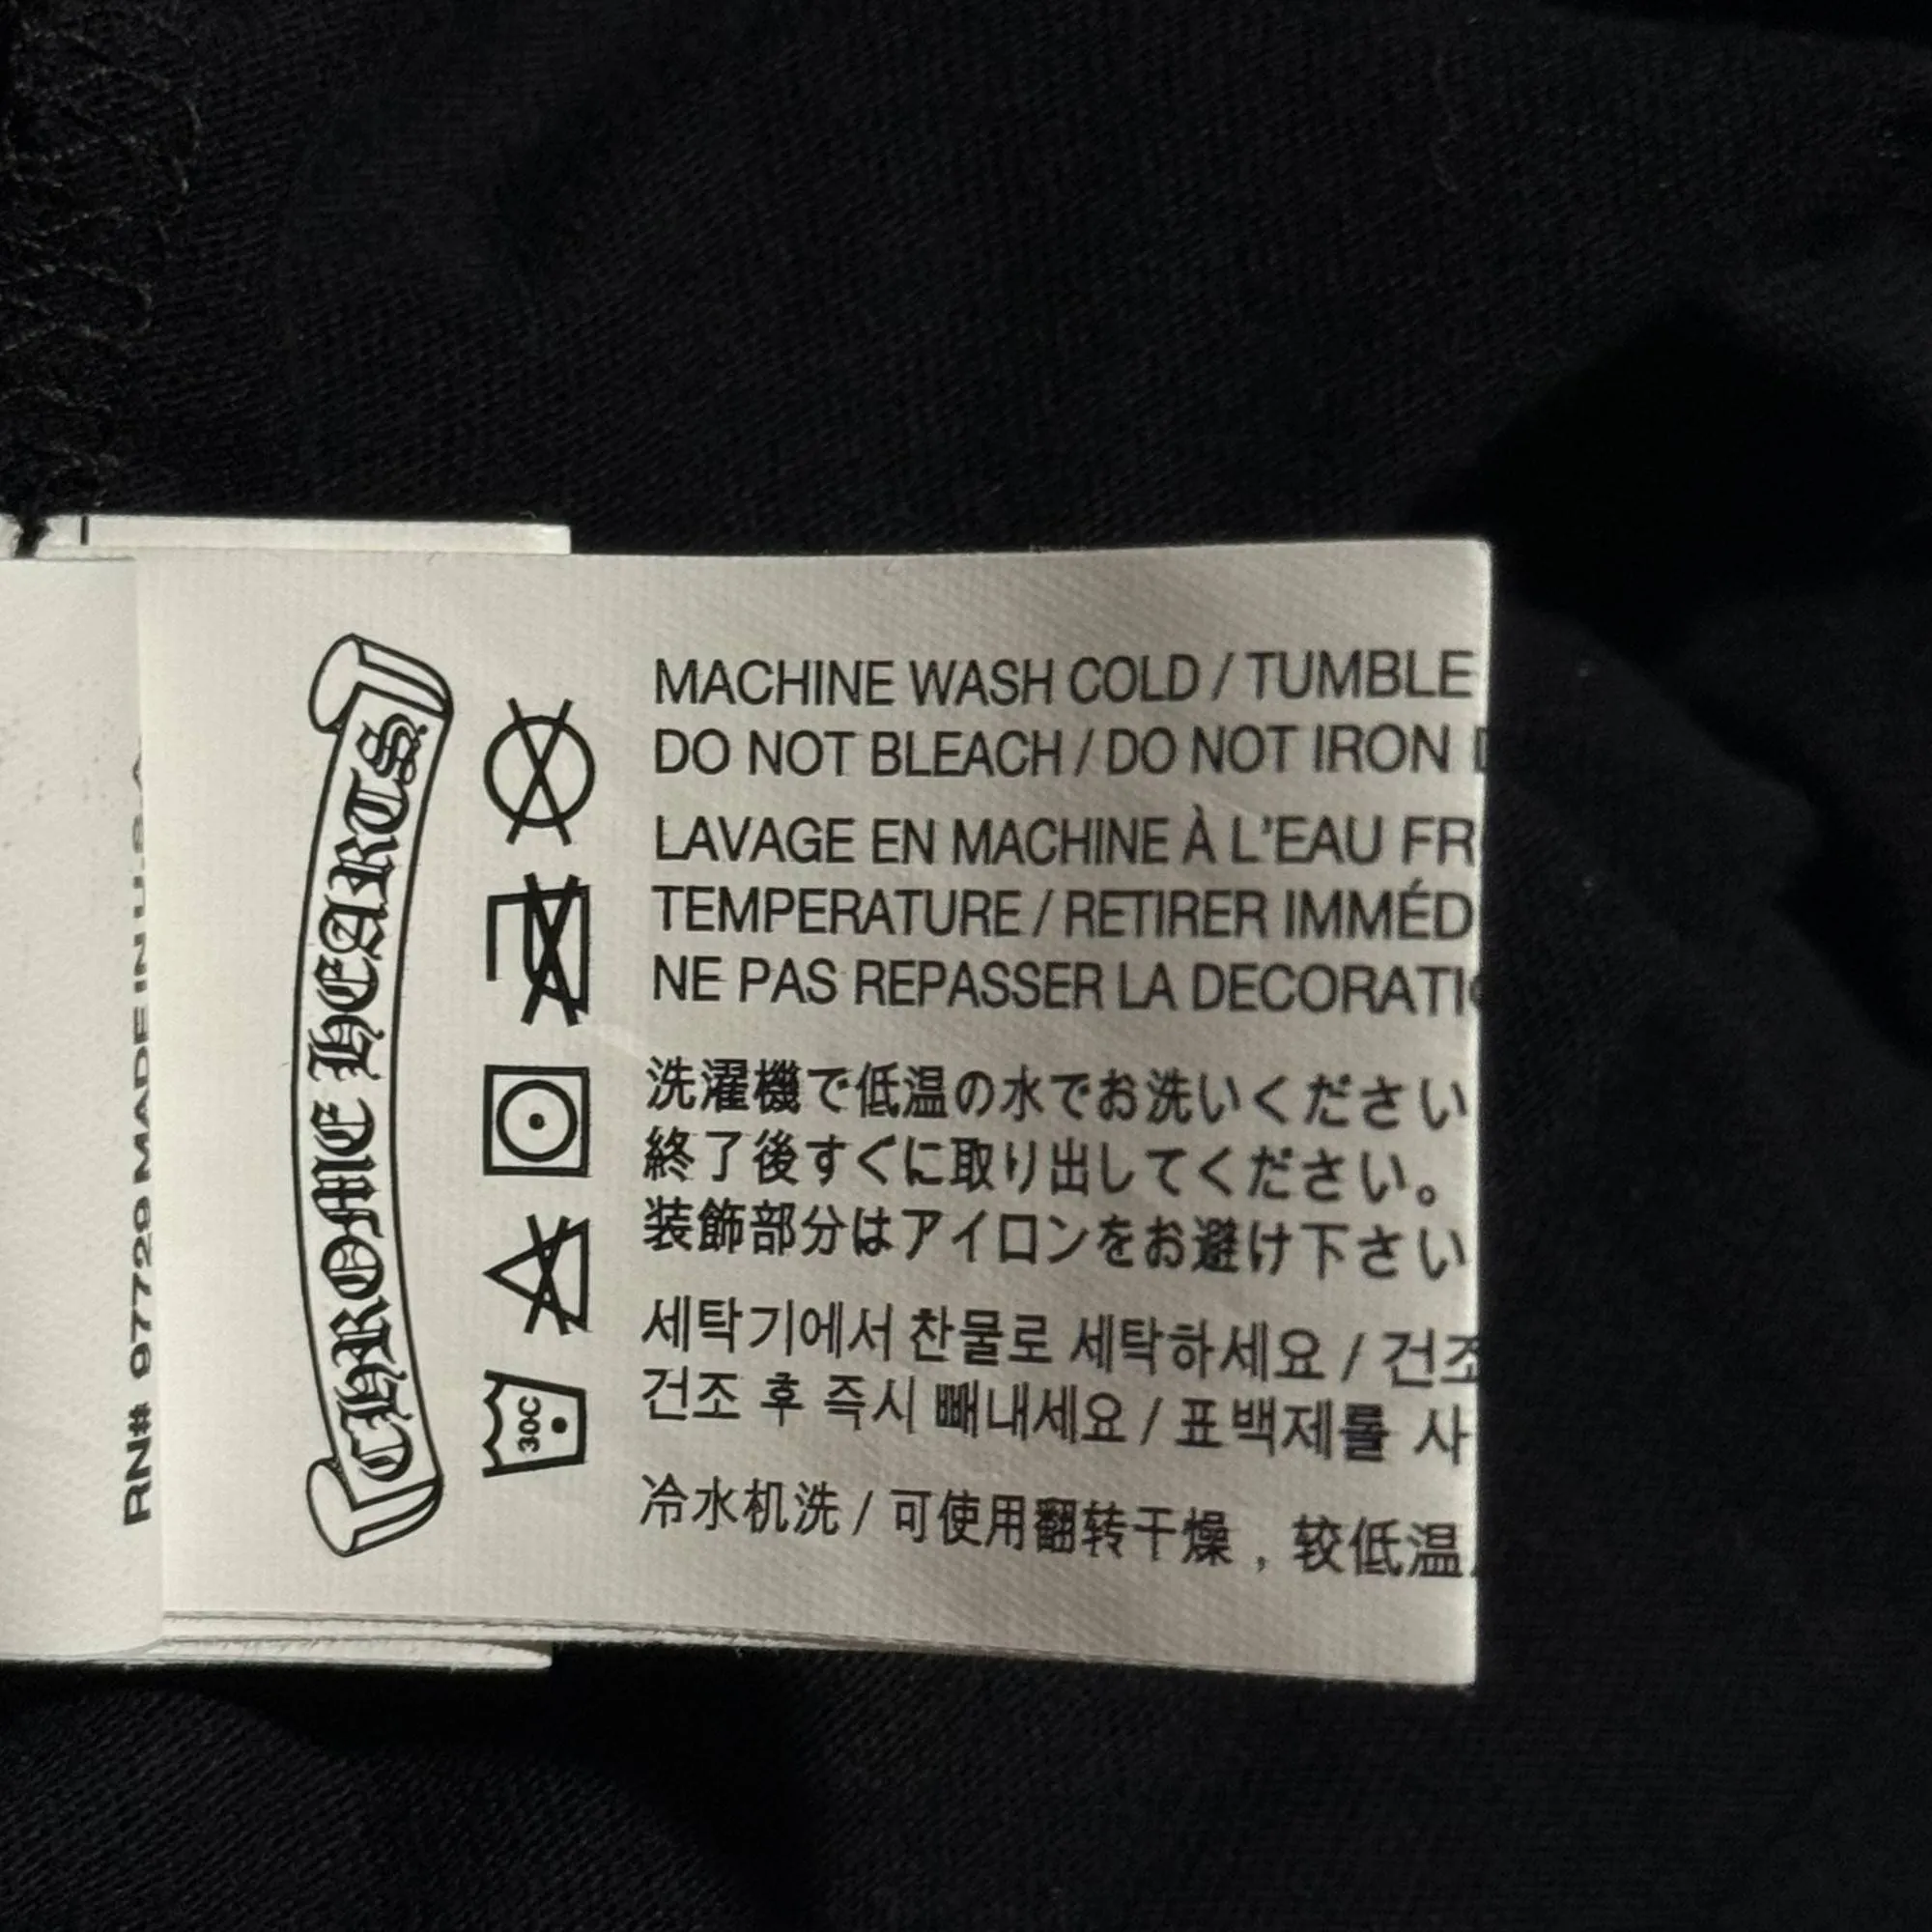 RN# 97729 MADE IN U.S.A
CHROME HEARTS
30C
MACHINE WASH COLD / TUMBLE
DO NOT BLEACH / DO NOT IRON
LAVAGE EN MACHINE À L'EAU FR
TEMPERATURE / RETIRER IMMÉD
NE PAS REPASSER LA DECORATI
洗濯機で低温の水でお洗いください
終了後すぐに取り出してください。
装飾部分はアイロンをお避け下さい
세탁기에서 찬물로 세탁하세요 / 건조
건조 후 즉시 빼내세요 / 표백제를 사
冷水机洗 / 可使用翻转干燥，较低温